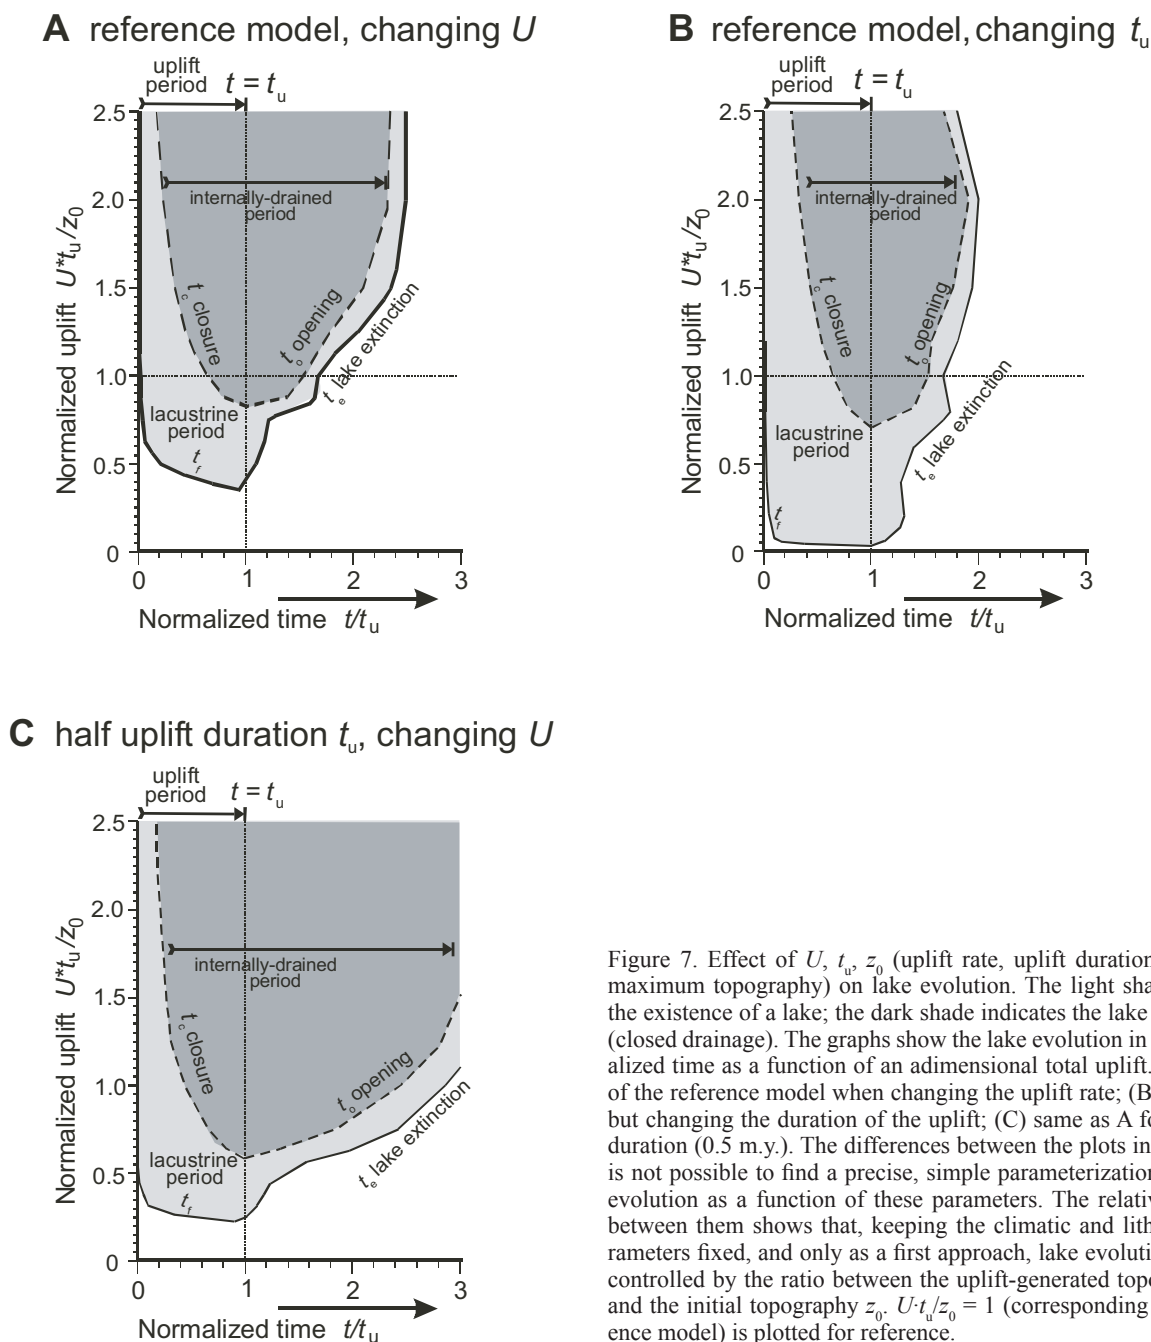 A reference model, changing U
uplift period
t = tu
2.5
2.0
1.5
1.0
0.5
0
Normalized uplift U*tu/z0
internally-drained period
tc closure
to opening
te lake extinction
lacustrine period
tf
0 1 2 3
Normalized time t/tu
B reference model, changing tu
uplift period
t = tu
2.5
2.0
1.5
1.0
0.5
0
Normalized uplift U*tu/z0
internally-drained period
tc closure
to opening
te lake extinction
lacustrine period
tf
0 1 2 3
Normalized time t/tu
C half uplift duration tu, changing U
uplift period
t = tu
2.5
2.0
1.5
1.0
0.5
0
Normalized uplift U*tu/z0
internally-drained period
tc closure
to opening
te lake extinction
lacustrine period
tf
0 1 2 3
Normalized time t/tu
Figure 7. Effect of U, tu, z0 (uplift rate, uplift duration
maximum topography) on lake evolution. The light sha
the existence of a lake; the dark shade indicates the lake
(closed drainage). The graphs show the lake evolution in
alized time as a function of an adimensional total uplift.
of the reference model when changing the uplift rate; (B
but changing the duration of the uplift; (C) same as A fo
duration (0.5 m.y.). The differences between the plots in
is not possible to find a precise, simple parameterization
evolution as a function of these parameters. The relativ
between them shows that, keeping the climatic and lith
rameters fixed, and only as a first approach, lake evoluti
controlled by the ratio between the uplift-generated topo
and the initial topography z0. U·tu/z0 = 1 (corresponding
ence model) is plotted for reference.